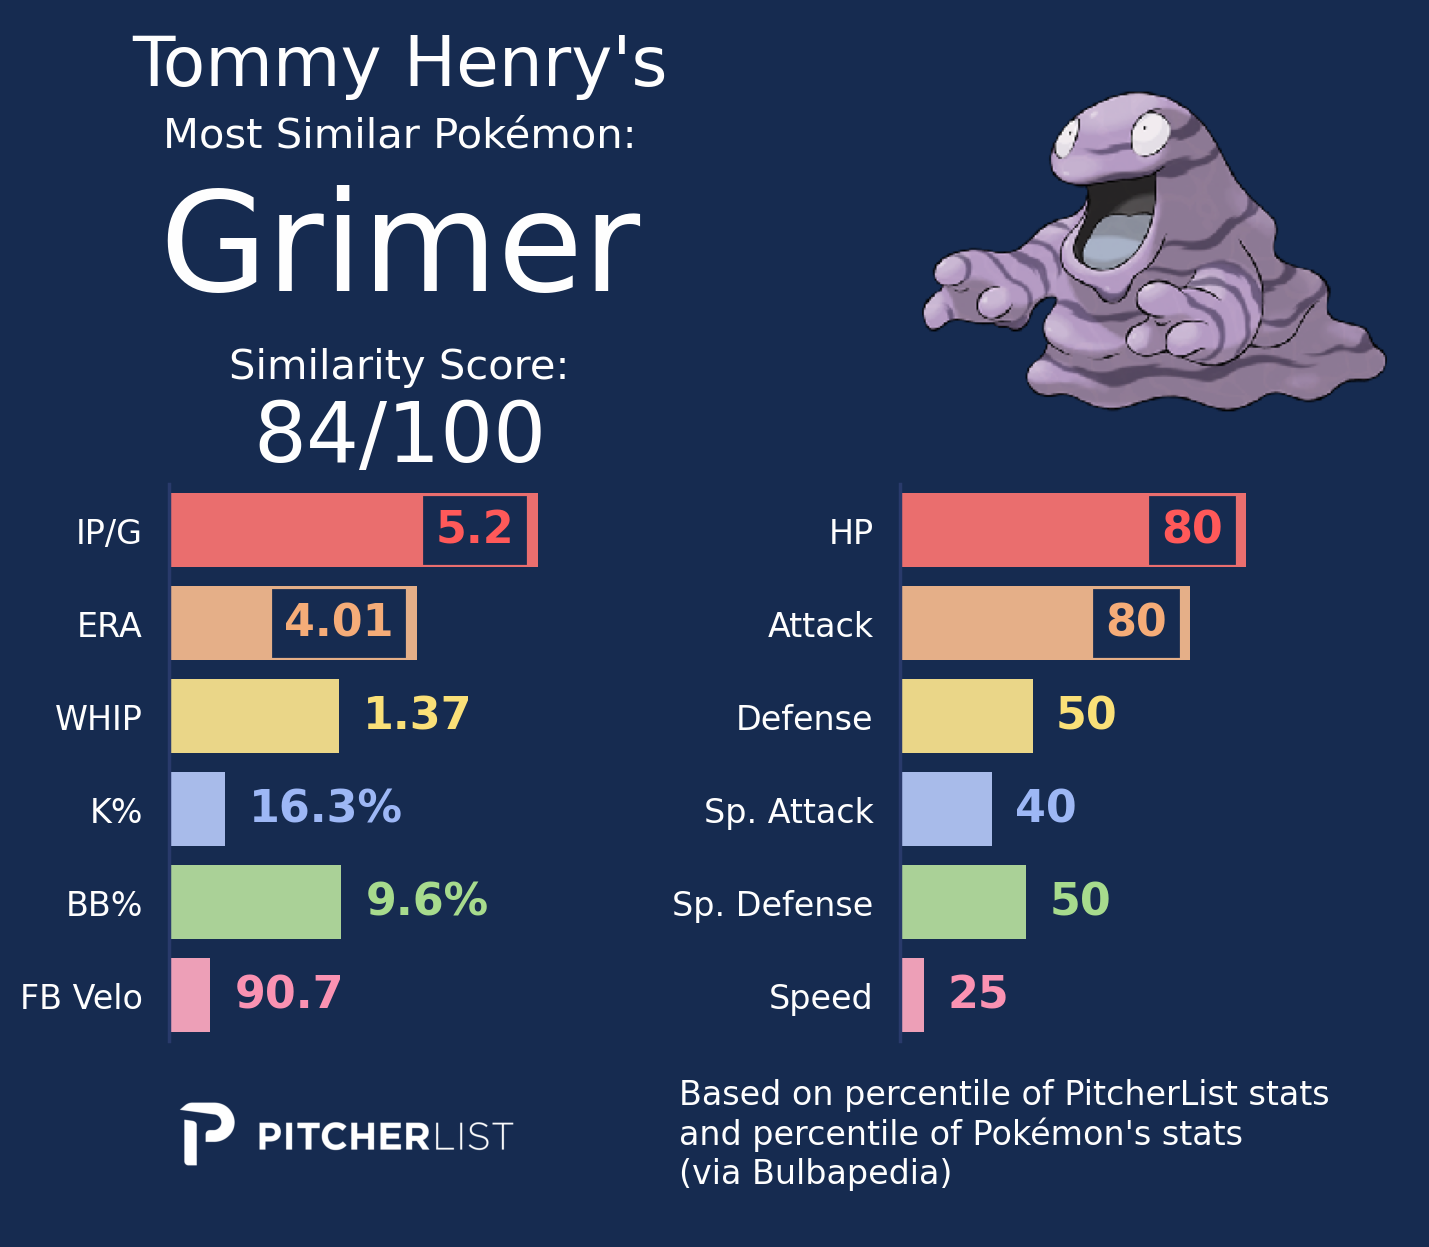 Tommy Henry's
Most Similar Pokémon:
Grimer
Similarity Score:
84/100
IP/G 5.2
ERA 4.01
WHIP 1.37
K% 16.3%
BB% 9.6%
FB Velo 90.7
HP 80
Attack 80
Defense 50
Sp. Attack 40
Sp. Defense 50
Speed 25
PITCHERLIST
Based on percentile of PitcherList stats
and percentile of Pokémon's stats
(via Bulbapedia)